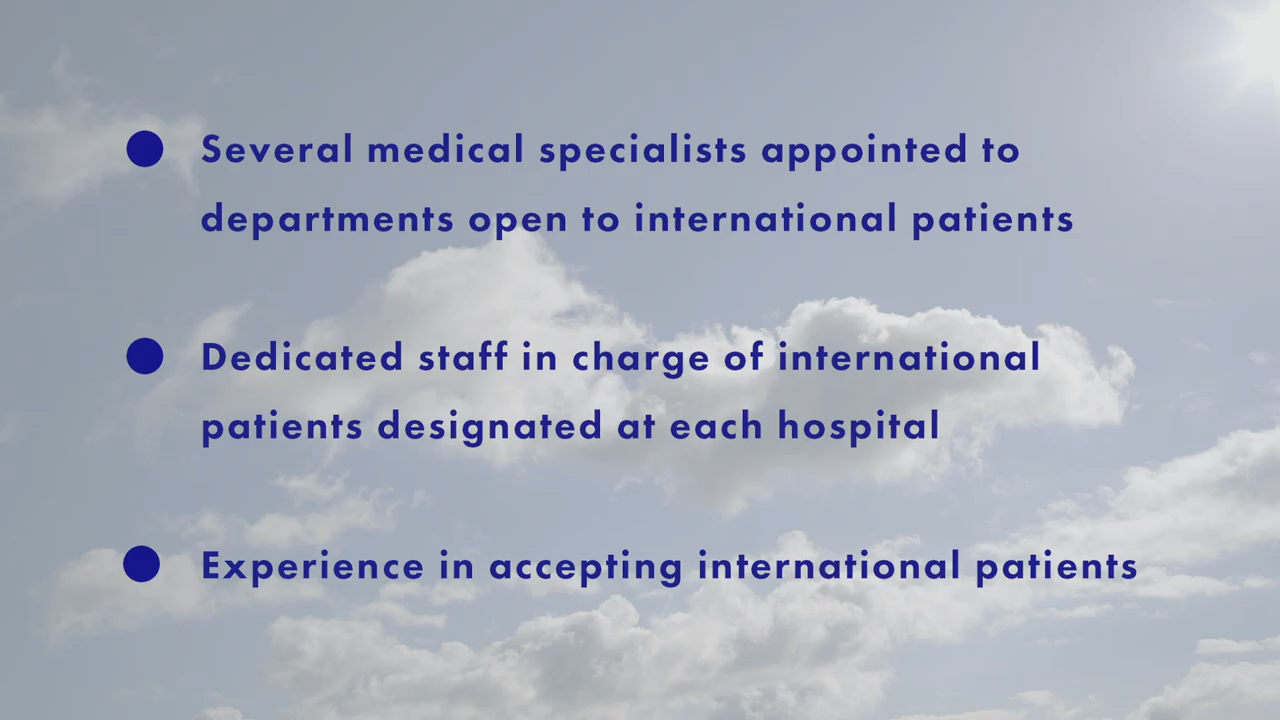 Several medical specialists appointed to
departments open to international patients
Dedicated staff in charge of international
patients designated at each hospital
Experience in accepting international patients